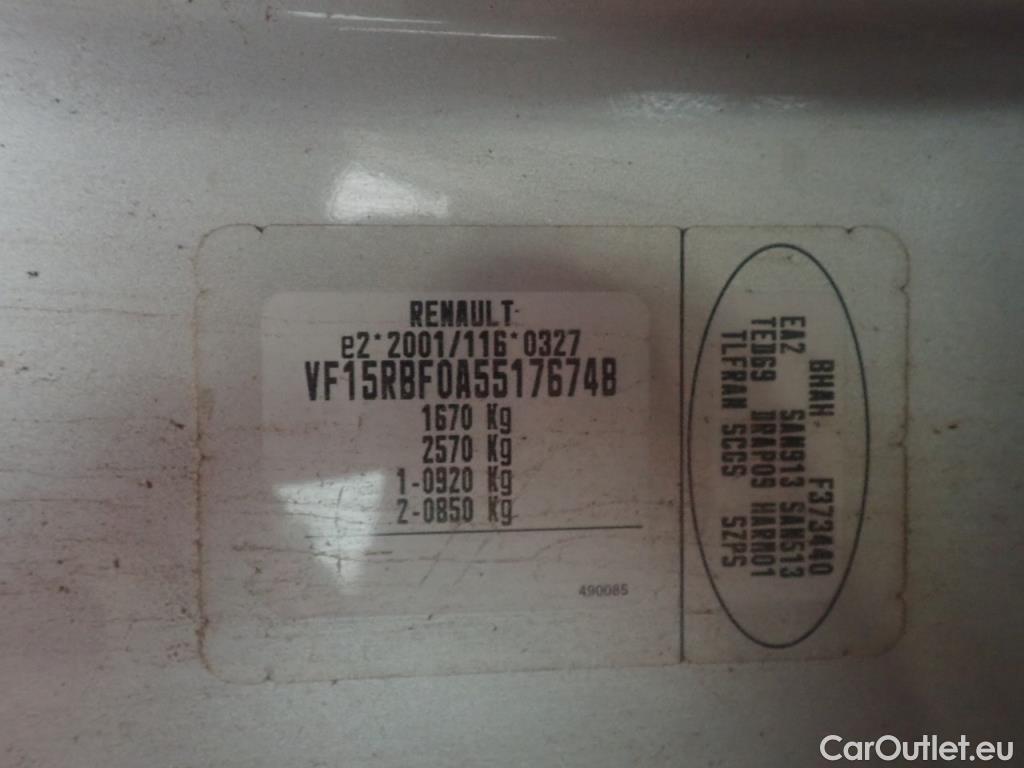 RENAULT
e2*2001/116*0327
VF15RBF0A55176748
1670 Kg
2570 Kg
1-0920 Kg
2-0850 Kg
490085
BHAH F373440
EA2 SAN913 SAN513
TED69 DRAP09 HARM01
TLFRAN SCGS SZPS
CarOutlet.eu